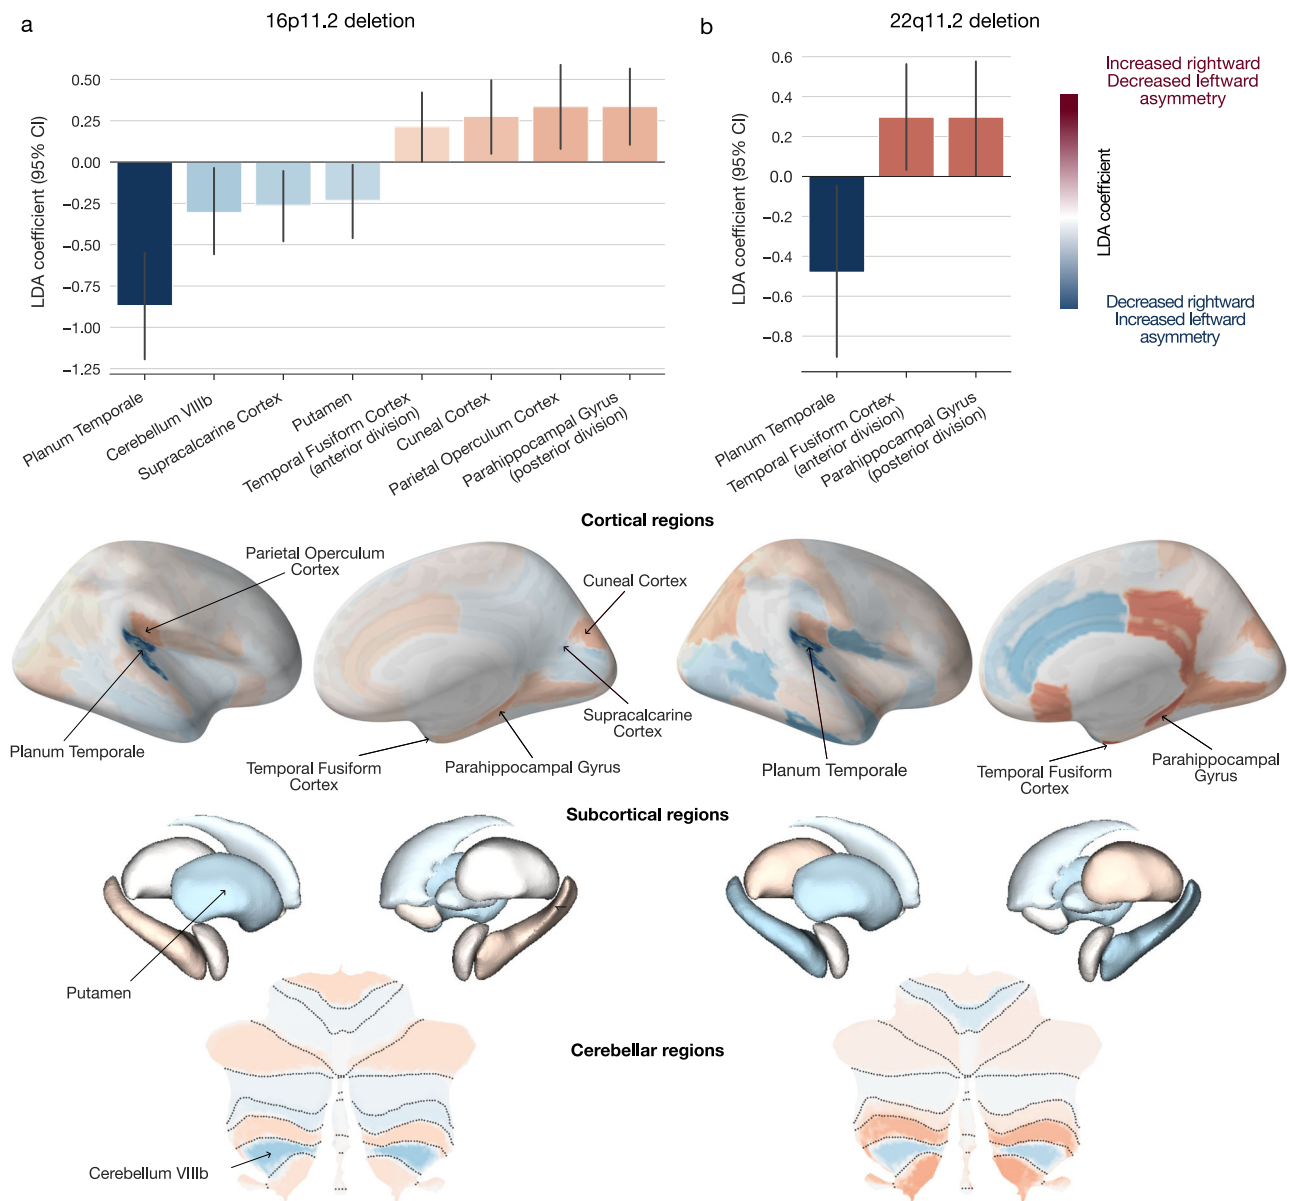 a
16p11.2 deletion
LDA coefficient (95% CI)
0.50
0.25
0.00
−0.25
−0.50
−0.75
−1.00
−1.25
Planum Temporale
Cerebellum VIIIb
Supracalcarine Cortex
Putamen
Temporal Fusiform Cortex
(anterior division)
Cuneal Cortex
Parietal Operculum Cortex
Parahippocampal Gyrus
(posterior division)
b
22q11.2 deletion
LDA coefficient (95% CI)
0.6
0.4
0.2
0.0
−0.2
−0.4
−0.6
−0.8
Planum Temporale
Temporal Fusiform Cortex
(anterior division)
Parahippocampal Gyrus
(posterior division)
Increased rightward
Decreased leftward
asymmetry
LDA coefficient
Decreased rightward
Increased leftward
asymmetry
Cortical regions
Parietal Operculum
Cortex
Cuneal Cortex
Planum Temporale
Temporal Fusiform
Cortex
Parahippocampal Gyrus
Supracalcarine
Cortex
Planum Temporale
Temporal Fusiform
Cortex
Parahippocampal
Gyrus
Subcortical regions
Putamen
Cerebellar regions
Cerebellum VIIIb